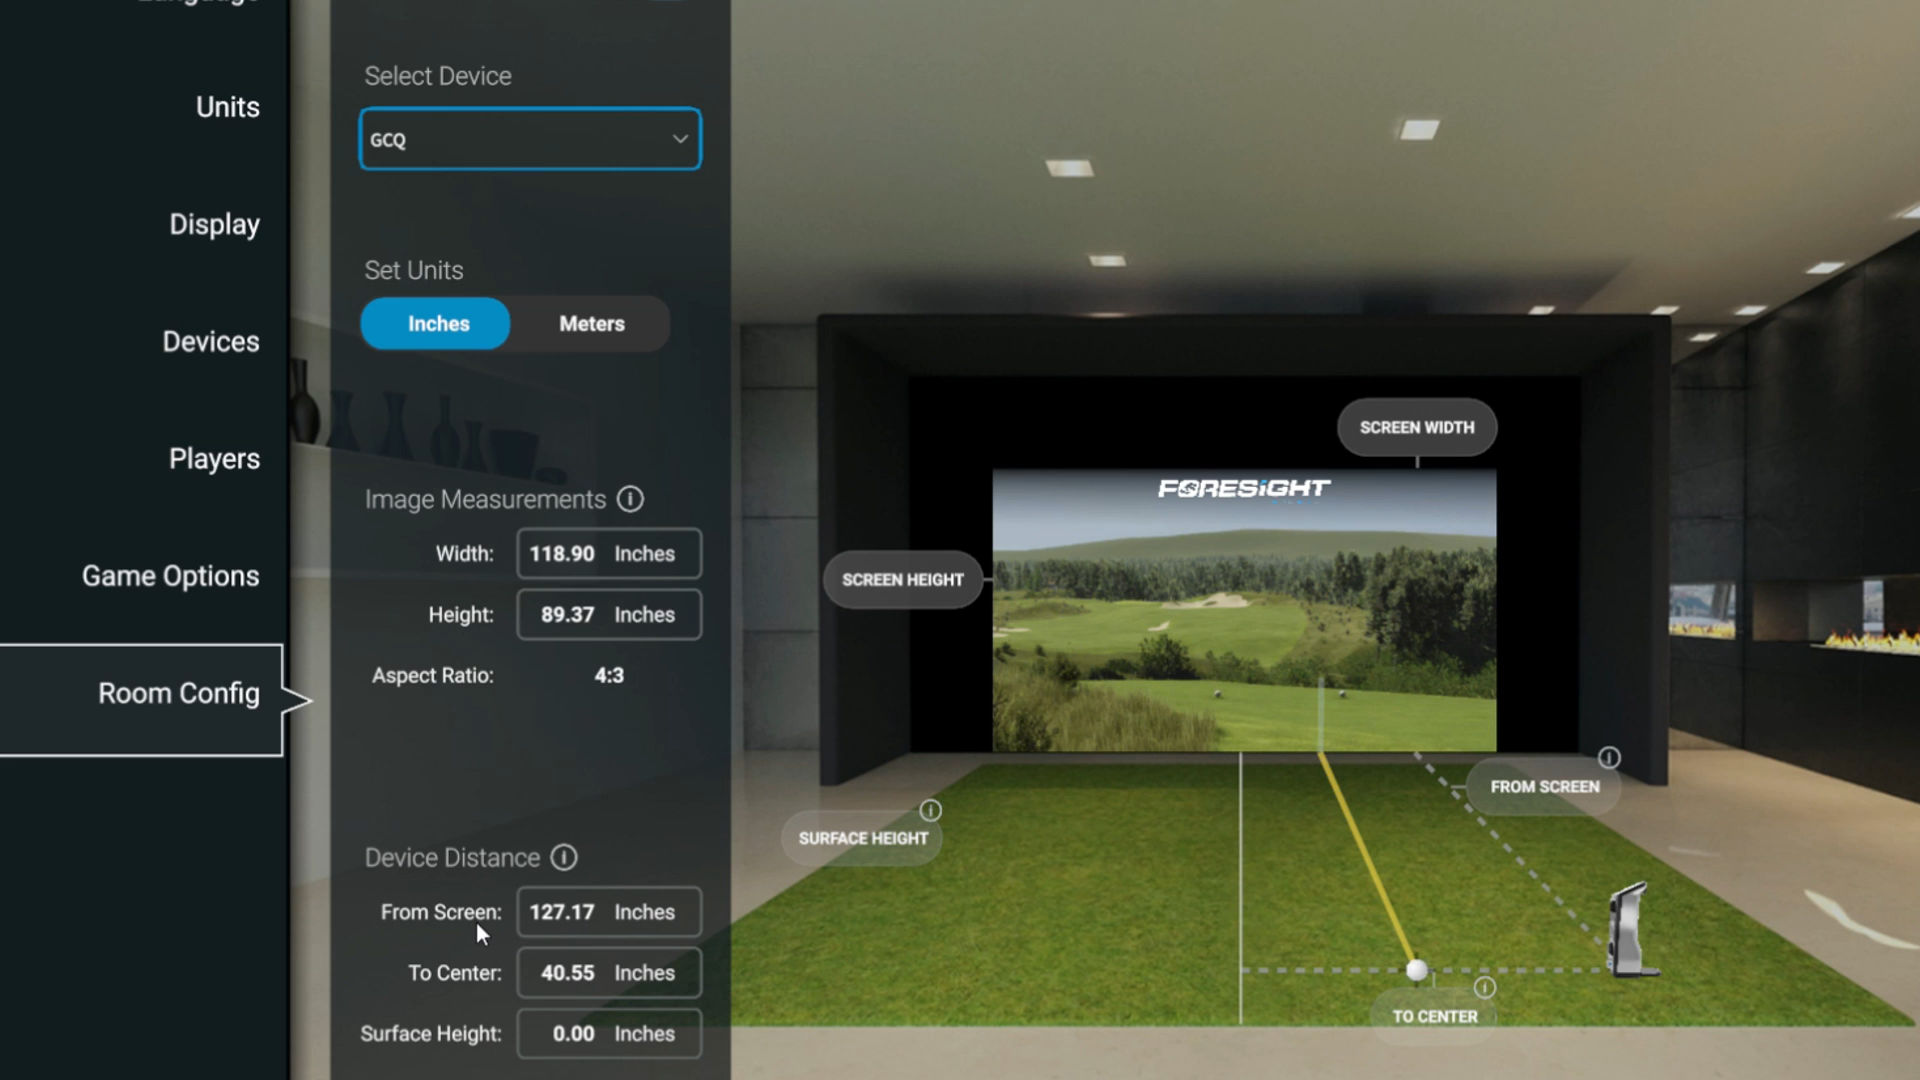 Language
Units
Display
Devices
Players
Game Options
Room Config
Select Device
GCQ
Set Units
Inches Meters
Image Measurements
Width: 118.90 Inches
Height: 89.37 Inches
Aspect Ratio: 4:3
Device Distance
From Screen: 127.17 Inches
To Center: 40.55 Inches
Surface Height: 0.00 Inches
SCREEN WIDTH
FORESiGHT
SCREEN HEIGHT
FROM SCREEN
SURFACE HEIGHT
TO CENTER